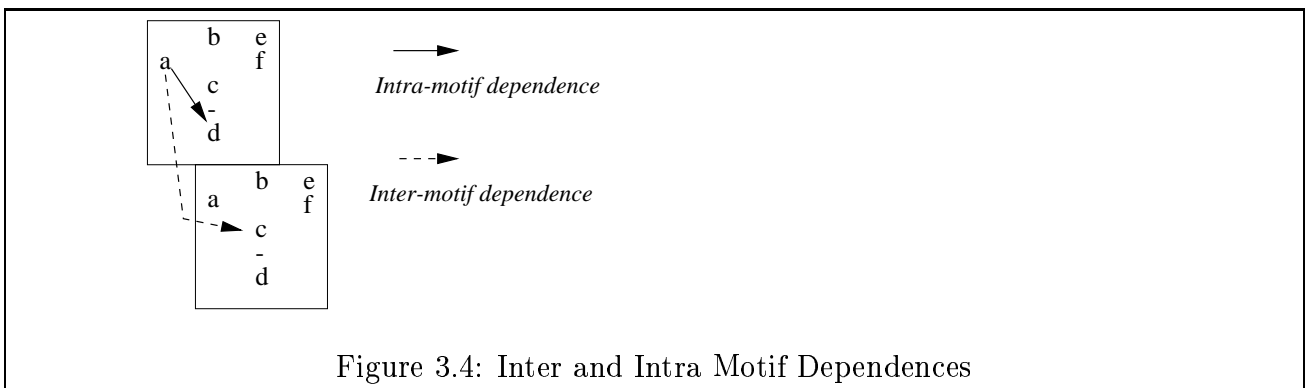 b e
a f
c
-
d
Intra-motif dependence
b e
a f
c
-
d
Inter-motif dependence
Figure 3.4: Inter and Intra Motif Dependences